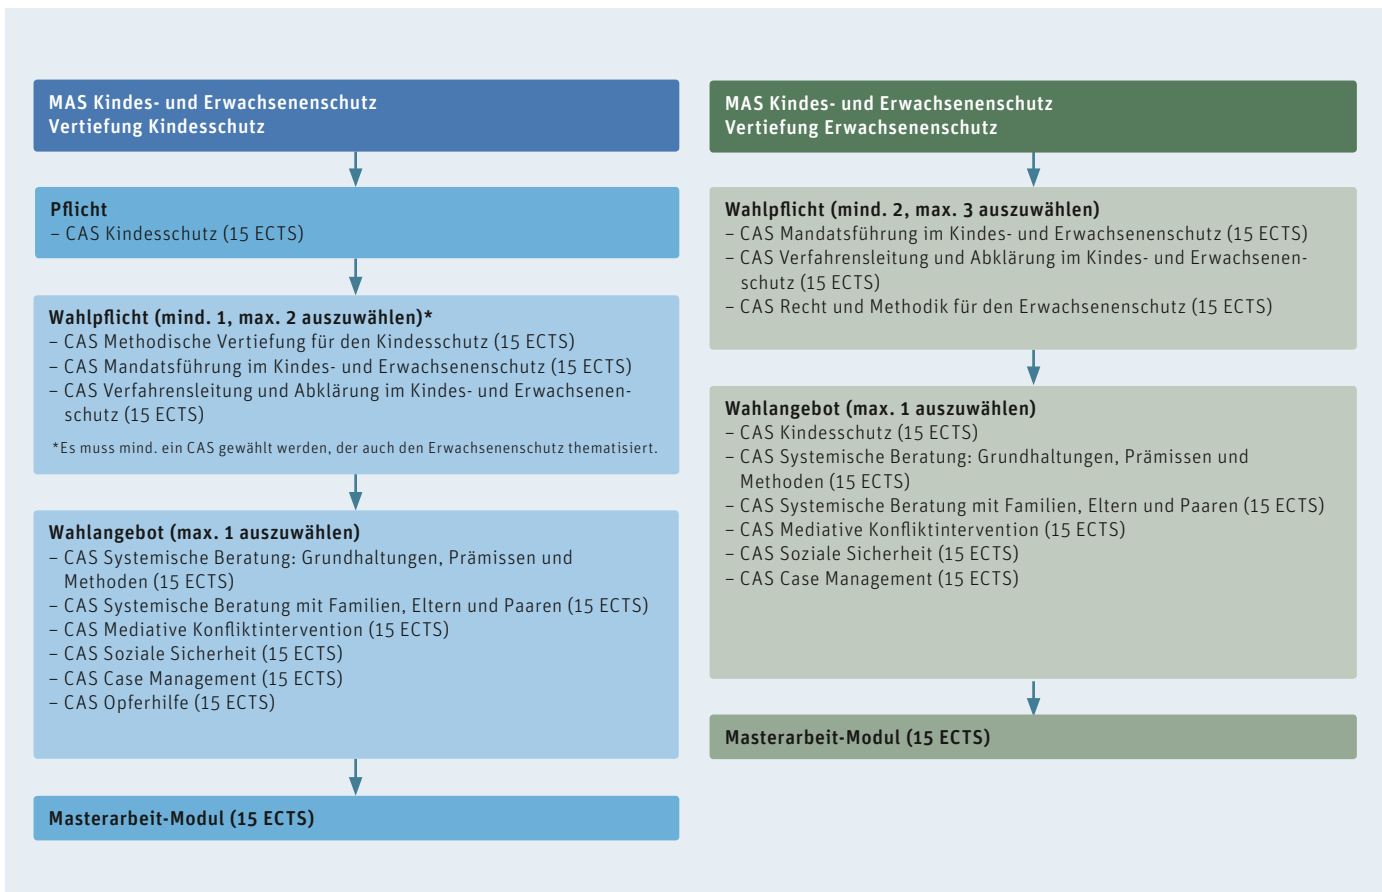 MAS Kindes- und Erwachsenenschutz
Vertiefung Kindesschutz
Pflicht
– CAS Kindesschutz (15 ECTS)
Wahlpflicht (mind. 1, max. 2 auszuwählen)*
– CAS Methodische Vertiefung für den Kindesschutz (15 ECTS)
– CAS Mandatsführung im Kindes- und Erwachsenenschutz (15 ECTS)
– CAS Verfahrensleitung und Abklärung im Kindes- und Erwachsenen-
schutz (15 ECTS)
*Es muss mind. ein CAS gewählt werden, der auch den Erwachsenenschutz thematisiert.
Wahlangebot (max. 1 auszuwählen)
– CAS Systemische Beratung: Grundhaltungen, Prämissen und
Methoden (15 ECTS)
– CAS Systemische Beratung mit Familien, Eltern und Paaren (15 ECTS)
– CAS Mediative Konfliktintervention (15 ECTS)
– CAS Soziale Sicherheit (15 ECTS)
– CAS Case Management (15 ECTS)
– CAS Opferhilfe (15 ECTS)
Masterarbeit-Modul (15 ECTS)
MAS Kindes- und Erwachsenenschutz
Vertiefung Erwachsenenschutz
Wahlpflicht (mind. 2, max. 3 auszuwählen)
– CAS Mandatsführung im Kindes- und Erwachsenenschutz (15 ECTS)
– CAS Verfahrensleitung und Abklärung im Kindes- und Erwachsenen-
schutz (15 ECTS)
– CAS Recht und Methodik für den Erwachsenenschutz (15 ECTS)
Wahlangebot (max. 1 auszuwählen)
– CAS Kindesschutz (15 ECTS)
– CAS Systemische Beratung: Grundhaltungen, Prämissen und
Methoden (15 ECTS)
– CAS Systemische Beratung mit Familien, Eltern und Paaren (15 ECTS)
– CAS Mediative Konfliktintervention (15 ECTS)
– CAS Soziale Sicherheit (15 ECTS)
– CAS Case Management (15 ECTS)
Masterarbeit-Modul (15 ECTS)